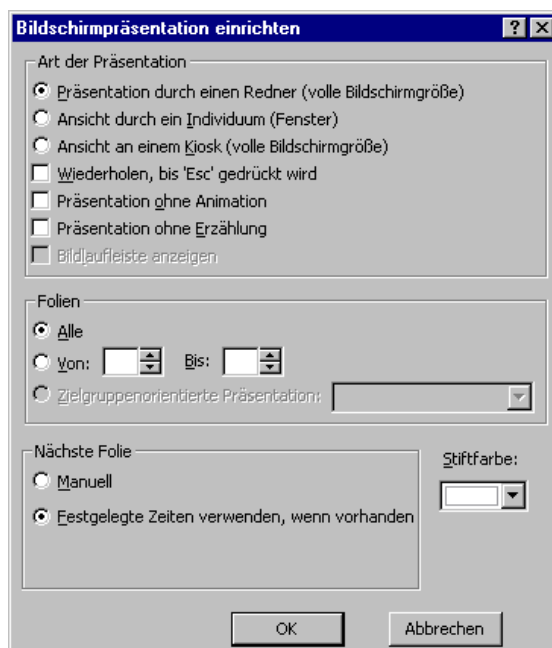 Bildschirmpräsentation einrichten
Art der Präsentation
Präsentation durch einen Redner (volle Bildschirmgröße)
Ansicht durch ein Individuum (Fenster)
Ansicht an einem Kiosk (volle Bildschirmgröße)
Wiederholen, bis 'Esc' gedrückt wird
Präsentation ohne Animation
Präsentation ohne Erzählung
Bildlaufleiste anzeigen
Folien
Alle
Von: Bis:
Zielgruppenorientierte Präsentation:
Nächste Folie
Manuell
Festgelegte Zeiten verwenden, wenn vorhanden
Stiftfarbe:
OK Abbrechen